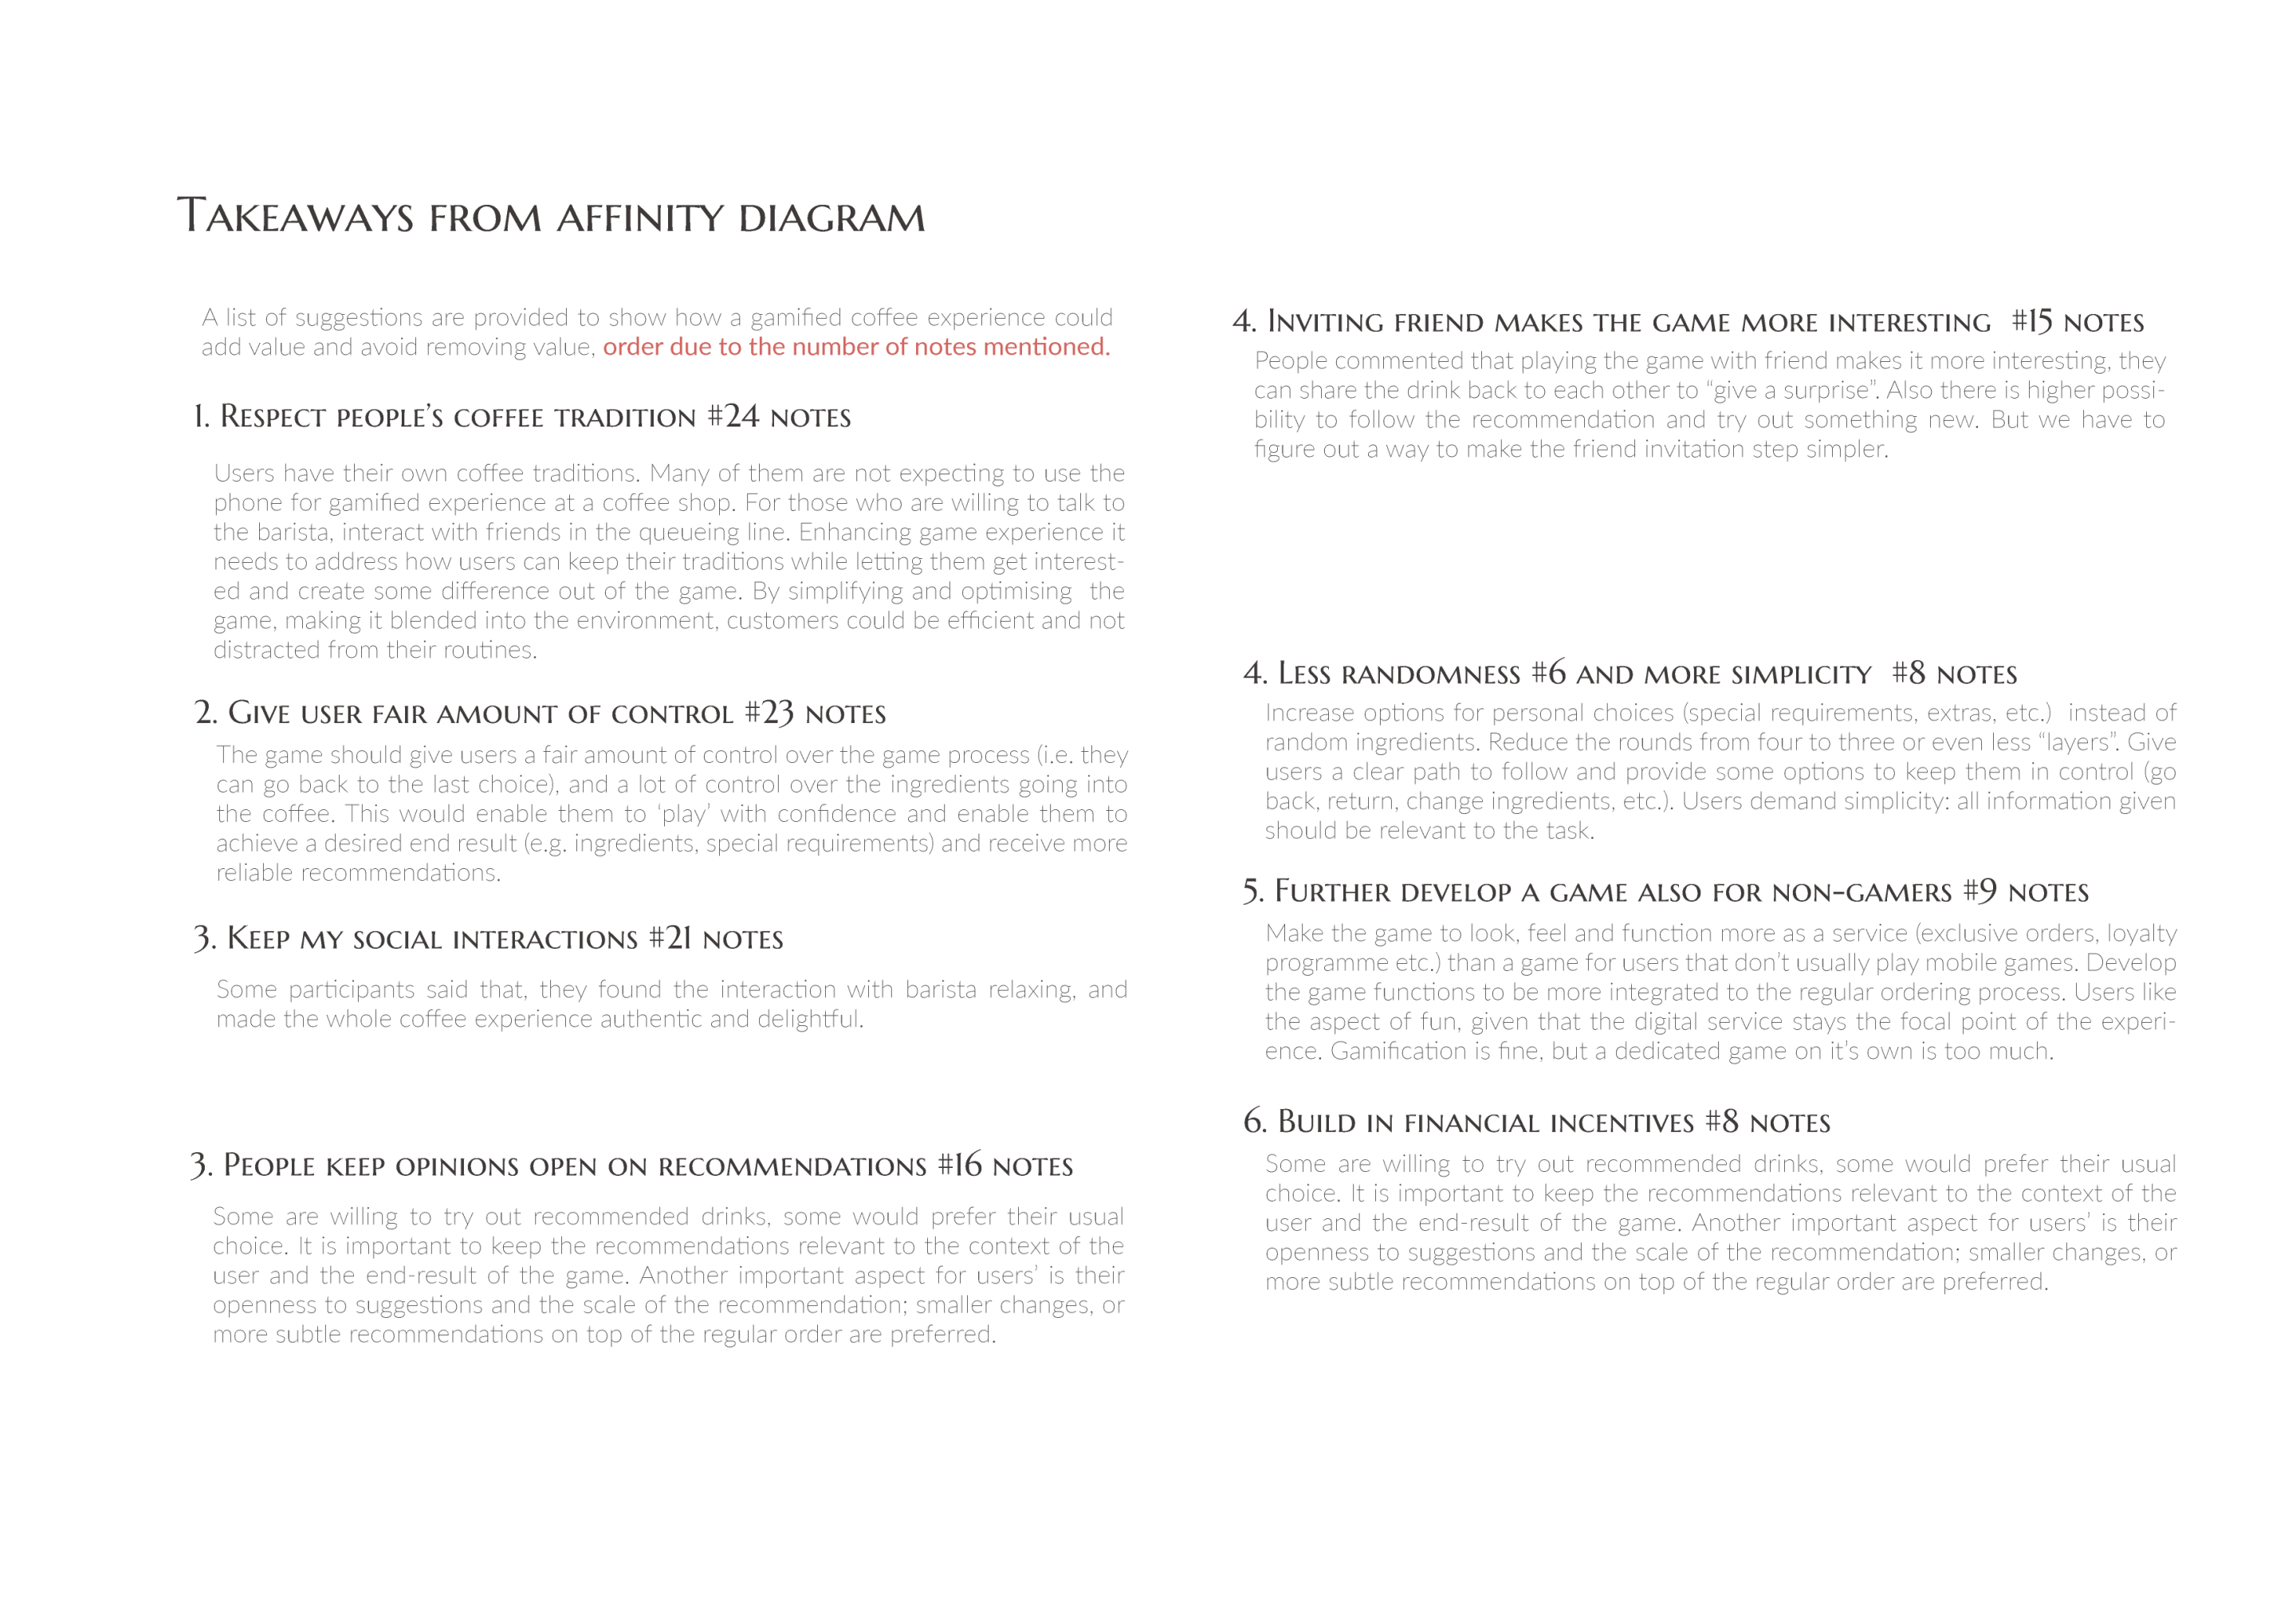 Takeaways from affinity diagram
A list of suggestions are provided to show how a gamified coffee experience could
add value and avoid removing value, order due to the number of notes mentioned.
1. Respect people's coffee tradition #24 notes
Users have their own coffee traditions. Many of them are not expecting to use the
phone for gamified experience at a coffee shop. For those who are willing to talk to
the barista, interact with friends in the queueing line. Enhancing game experience it
needs to address how users can keep their traditions while letting them get interest-
ed and create some difference out of the game. By simplifying and optimising the
game, making it blended into the environment, customers could be efficient and not
distracted from their routines.
2. Give user fair amount of control #23 notes
The game should give users a fair amount of control over the game process (i.e. they
can go back to the last choice), and a lot of control over the ingredients going into
the coffee. This would enable them to 'play' with confidence and enable them to
achieve a desired end result (e.g. ingredients, special requirements) and receive more
reliable recommendations.
3. Keep my social interactions #21 notes
Some participants said that, they found the interaction with barista relaxing, and
made the whole coffee experience authentic and delightful.
3. People keep opinions open on recommendations #16 notes
Some are willing to try out recommended drinks, some would prefer their usual
choice. It is important to keep the recommendations relevant to the context of the
user and the end-result of the game. Another important aspect for users' is their
openness to suggestions and the scale of the recommendation; smaller changes, or
more subtle recommendations on top of the regular order are preferred.
4. Inviting friend makes the game more interesting #15 notes
People commented that playing the game with friend makes it more interesting, they
can share the drink back to each other to "give a surprise". Also there is higher possi-
bility to follow the recommendation and try out something new. But we have to
figure out a way to make the friend invitation step simpler.
4. Less randomness #6 and more simplicity #8 notes
Increase options for personal choices (special requirements, extras, etc.) instead of
random ingredients. Reduce the rounds from four to three or even less "layers". Give
users a clear path to follow and provide some options to keep them in control (go
back, return, change ingredients, etc.). Users demand simplicity: all information given
should be relevant to the task.
5. Further develop a game also for non-gamers #9 notes
Make the game to look, feel and function more as a service (exclusive orders, loyalty
programme etc.) than a game for users that don't usually play mobile games. Develop
the game functions to be more integrated to the regular ordering process. Users like
the aspect of fun, given that the digital service stays the focal point of the experi-
ence. Gamification is fine, but a dedicated game on it's own is too much.
6. Build in financial incentives #8 notes
Some are willing to try out recommended drinks, some would prefer their usual
choice. It is important to keep the recommendations relevant to the context of the
user and the end-result of the game. Another important aspect for users' is their
openness to suggestions and the scale of the recommendation; smaller changes, or
more subtle recommendations on top of the regular order are preferred.